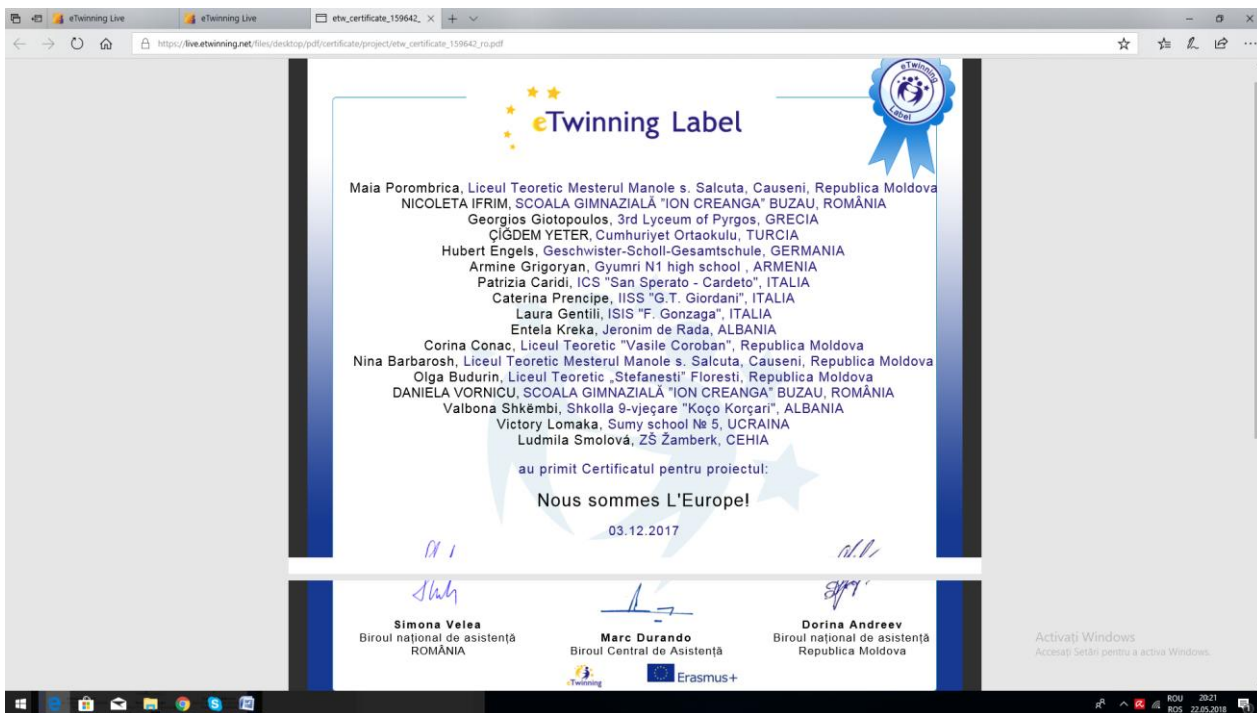 eTwinning Live
eTwinning Live
etw_certificate_159642_
https://live.etwinning.net/files/desktop/pdf/certificate/project/etw_certificate_159642_ro.pdf
eTwinning
Label
eTwinning Label
Maia Porombrica, Liceul Teoretic Mesterul Manole s. Salcuta, Causeni, Republica Moldova
NICOLETA IFRIM, SCOALA GIMNAZIALĂ "ION CREANGA" BUZAU, ROMÂNIA
Georgios Giotopoulos, 3rd Lyceum of Pyrgos, GRECIA
ÇİĞDEM YETER, Cumhuriyet Ortaokulu, TURCIA
Hubert Engels, Geschwister-Scholl-Gesamtschule, GERMANIA
Armine Grigoryan, Gyumri N1 high school , ARMENIA
Patrizia Caridi, ICS "San Sperato - Cardeto", ITALIA
Caterina Prencipe, IISS "G.T. Giordani", ITALIA
Laura Gentili, ISIS "F. Gonzaga", ITALIA
Entela Kreka, Jeronim de Rada, ALBANIA
Corina Conac, Liceul Teoretic "Vasile Coroban", Republica Moldova
Nina Barbarosh, Liceul Teoretic Mesterul Manole s. Salcuta, Causeni, Republica Moldova
Olga Budurin, Liceul Teoretic „Stefanesti" Floresti, Republica Moldova
DANIELA VORNICU, SCOALA GIMNAZIALĂ "ION CREANGA" BUZAU, ROMÂNIA
Valbona Shkëmbi, Shkolla 9-vjeçare "Koço Korçari", ALBANIA
Victory Lomaka, Sumy school № 5, UCRAINA
Ludmila Smolová, ZŠ Žamberk, CEHIA
au primit Certificatul pentru proiectul:
Nous sommes L'Europe!
03.12.2017
Simona Velea
Biroul național de asistență
ROMÂNIA
Marc Durando
Biroul Central de Asistență
Dorina Andreev
Biroul național de asistență
Republica Moldova
eTwinning
Erasmus+
Activați Windows
Accesați Setări pentru a activa Windows.
ROU 20:21
ROS 22.05.2018